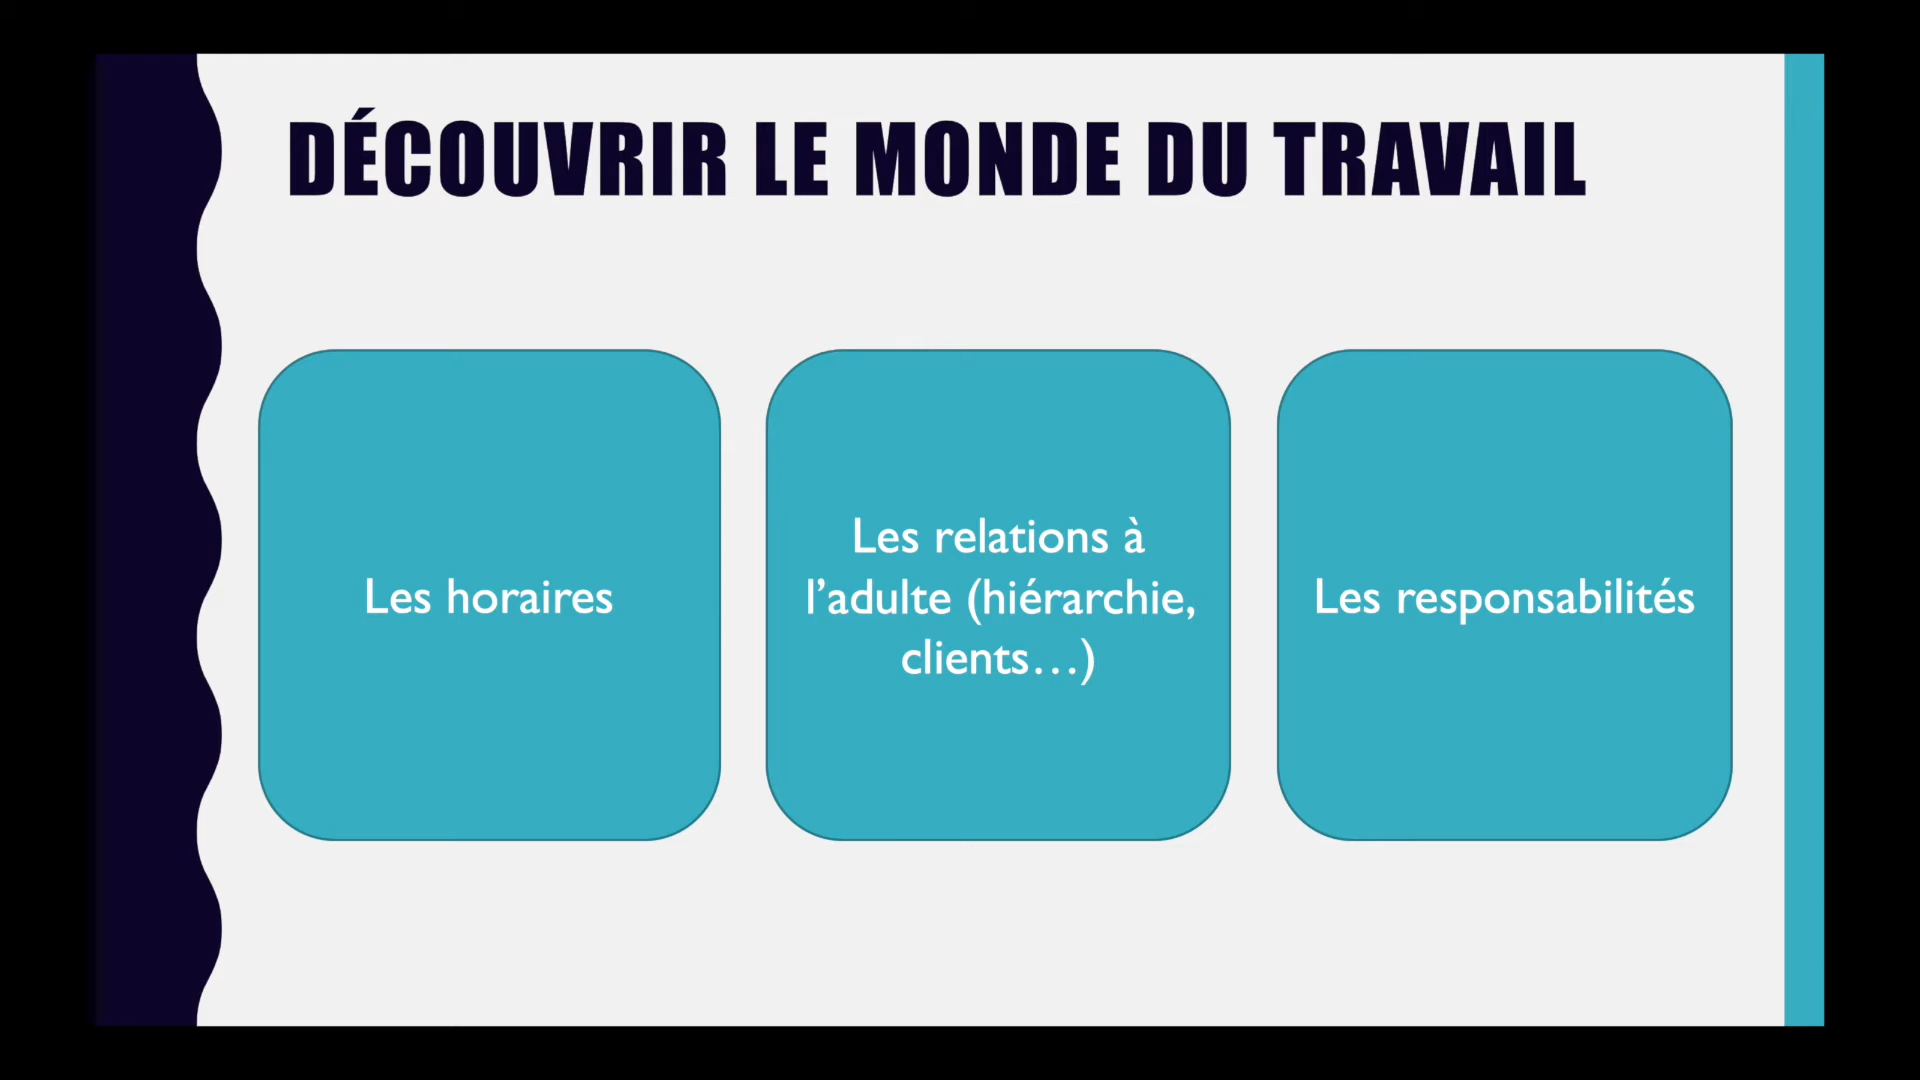 DÉCOUVRIR LE MONDE DU TRAVAIL
Les horaires
Les relations à
l’adulte (hiérarchie,
clients…)
Les responsabilités